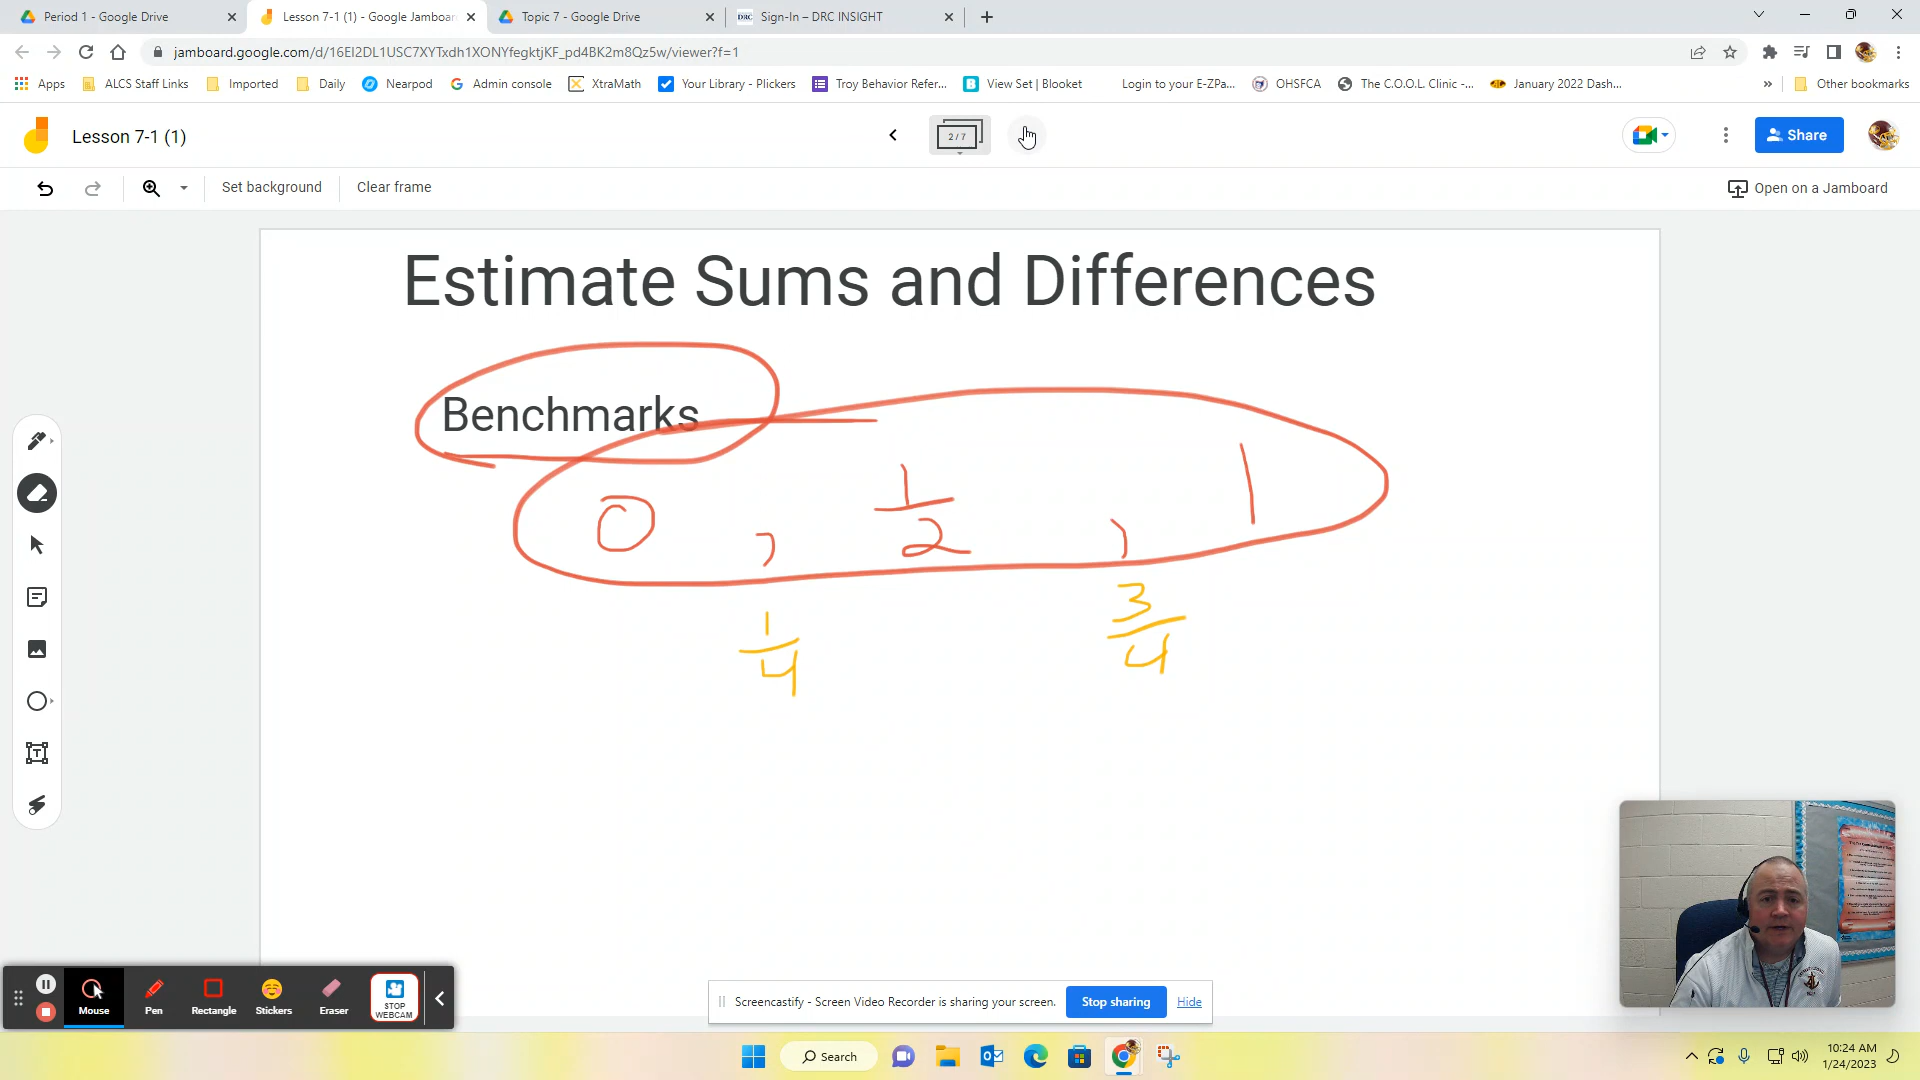 Period 1 - Google Drive
Lesson 7-1 (1) - Google Jamboar
Topic 7 - Google Drive
DRC Sign-In – DRC INSIGHT
jamboard.google.com/d/16EI2DL1USC7XYTxdh1XONYfegktjKF_pd4BK2m8Qz5w/viewer?f=1
Apps
ALCS Staff Links
Imported
Daily
Nearpod
Admin console
XtraMath
Your Library - Plickers
Troy Behavior Refer...
View Set | Blooket
Login to your E-ZPa...
OHSFCA
The C.O.O.L. Clinic -...
January 2022 Dash...
»
Other bookmarks
Lesson 7-1 (1)
2 / 7
Share
Set background
Clear frame
Open on a Jamboard
Estimate Sums and Differences
Benchmarks
0 , 1/2 , 1
1/4 3/4
Mouse
Pen
Rectangle
Stickers
Eraser
STOP WEBCAM
Screencastify - Screen Video Recorder is sharing your screen.
Stop sharing
Hide
Search
10:24 AM
1/24/2023